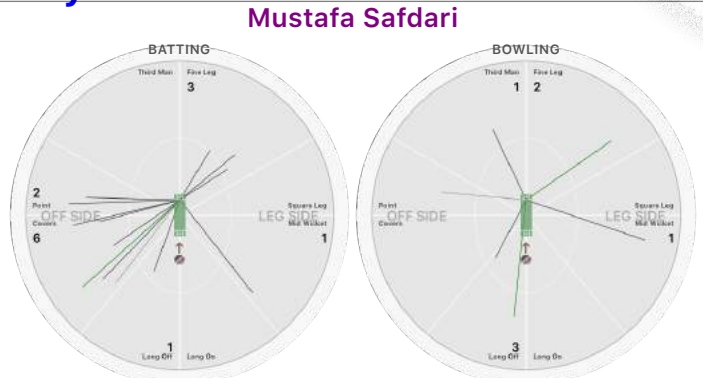 Mustafa Safdari
BATTING
Third Man
Fine Leg
3
2
Point
OFF SIDE
Covers
6
Square Leg
LEG SIDE
Mid Wicket
1
1
Long Off
Long On
BOWLING
Third Man
Fine Leg
1
2
Point
OFF SIDE
Covers
Square Leg
LEG SIDE
Mid Wicket
1
3
Long Off
Long On